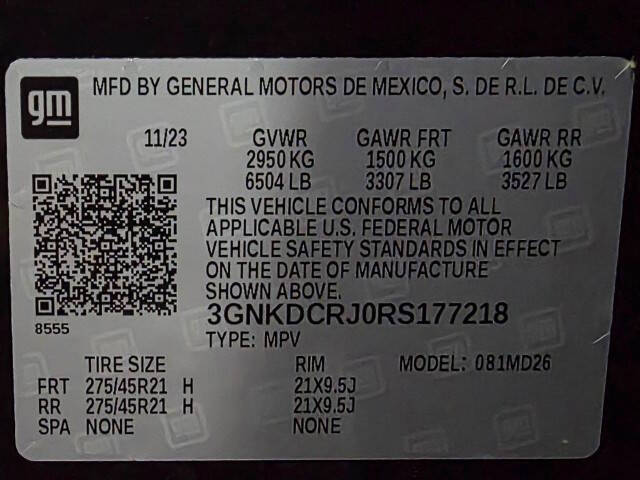 gm MFD BY GENERAL MOTORS DE MEXICO, S. DE R.L. DE C.V.
11/23 GVWR GAWR FRT GAWR RR
2950 KG 1500 KG 1600 KG
6504 LB 3307 LB 3527 LB
THIS VEHICLE CONFORMS TO ALL
APPLICABLE U.S. FEDERAL MOTOR
VEHICLE SAFETY STANDARDS IN EFFECT
ON THE DATE OF MANUFACTURE
SHOWN ABOVE.
3GNKDCRJ0RS177218
8555
TYPE: MPV
TIRE SIZE RIM MODEL: 081MD26
FRT 275/45R21 H 21X9.5J
RR 275/45R21 H 21X9.5J
SPA NONE NONE